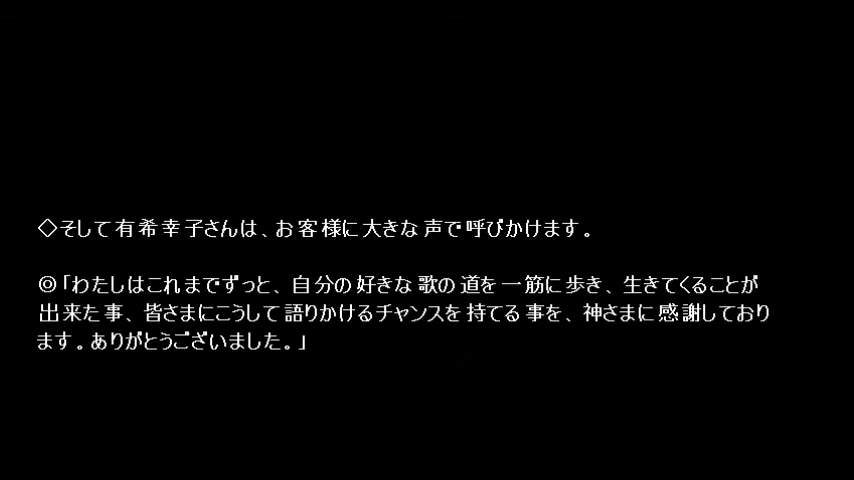 ◇そして有希幸子さんは、お客様に大きな声で呼びかけます。
◎「わたしはこれまでずっと、自分の好きな歌の道を一筋に歩き、生きてくることが
出来た事、皆さまにこうして語りかけるチャンスを持てる事を、神さまに感謝しており
ます。ありがとうございました。」